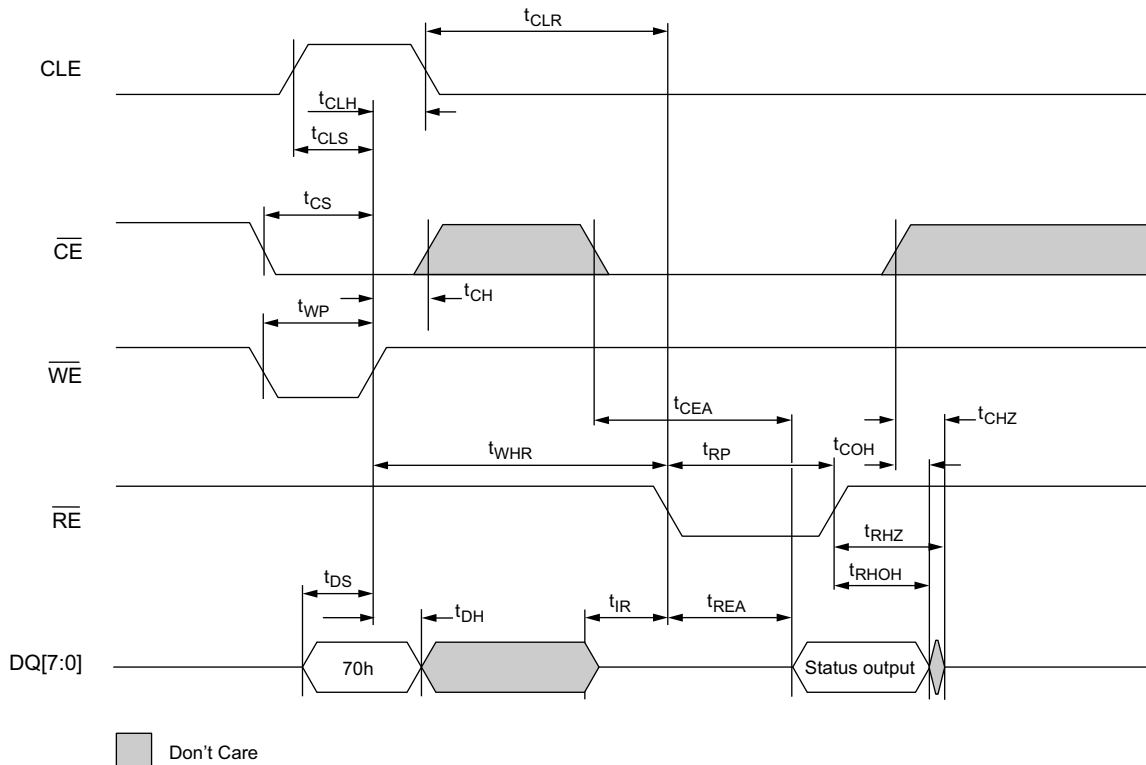 tCLR
CLE
tCLH
tCLS
tCS
CE
tCH
tWP
WE
tCEA
tCHZ
tWHR
tRP
tCOH
RE
tRHZ
tDS
tRHOH
tDH
tIR
tREA
DQ[7:0]
70h
Status output
Don't Care